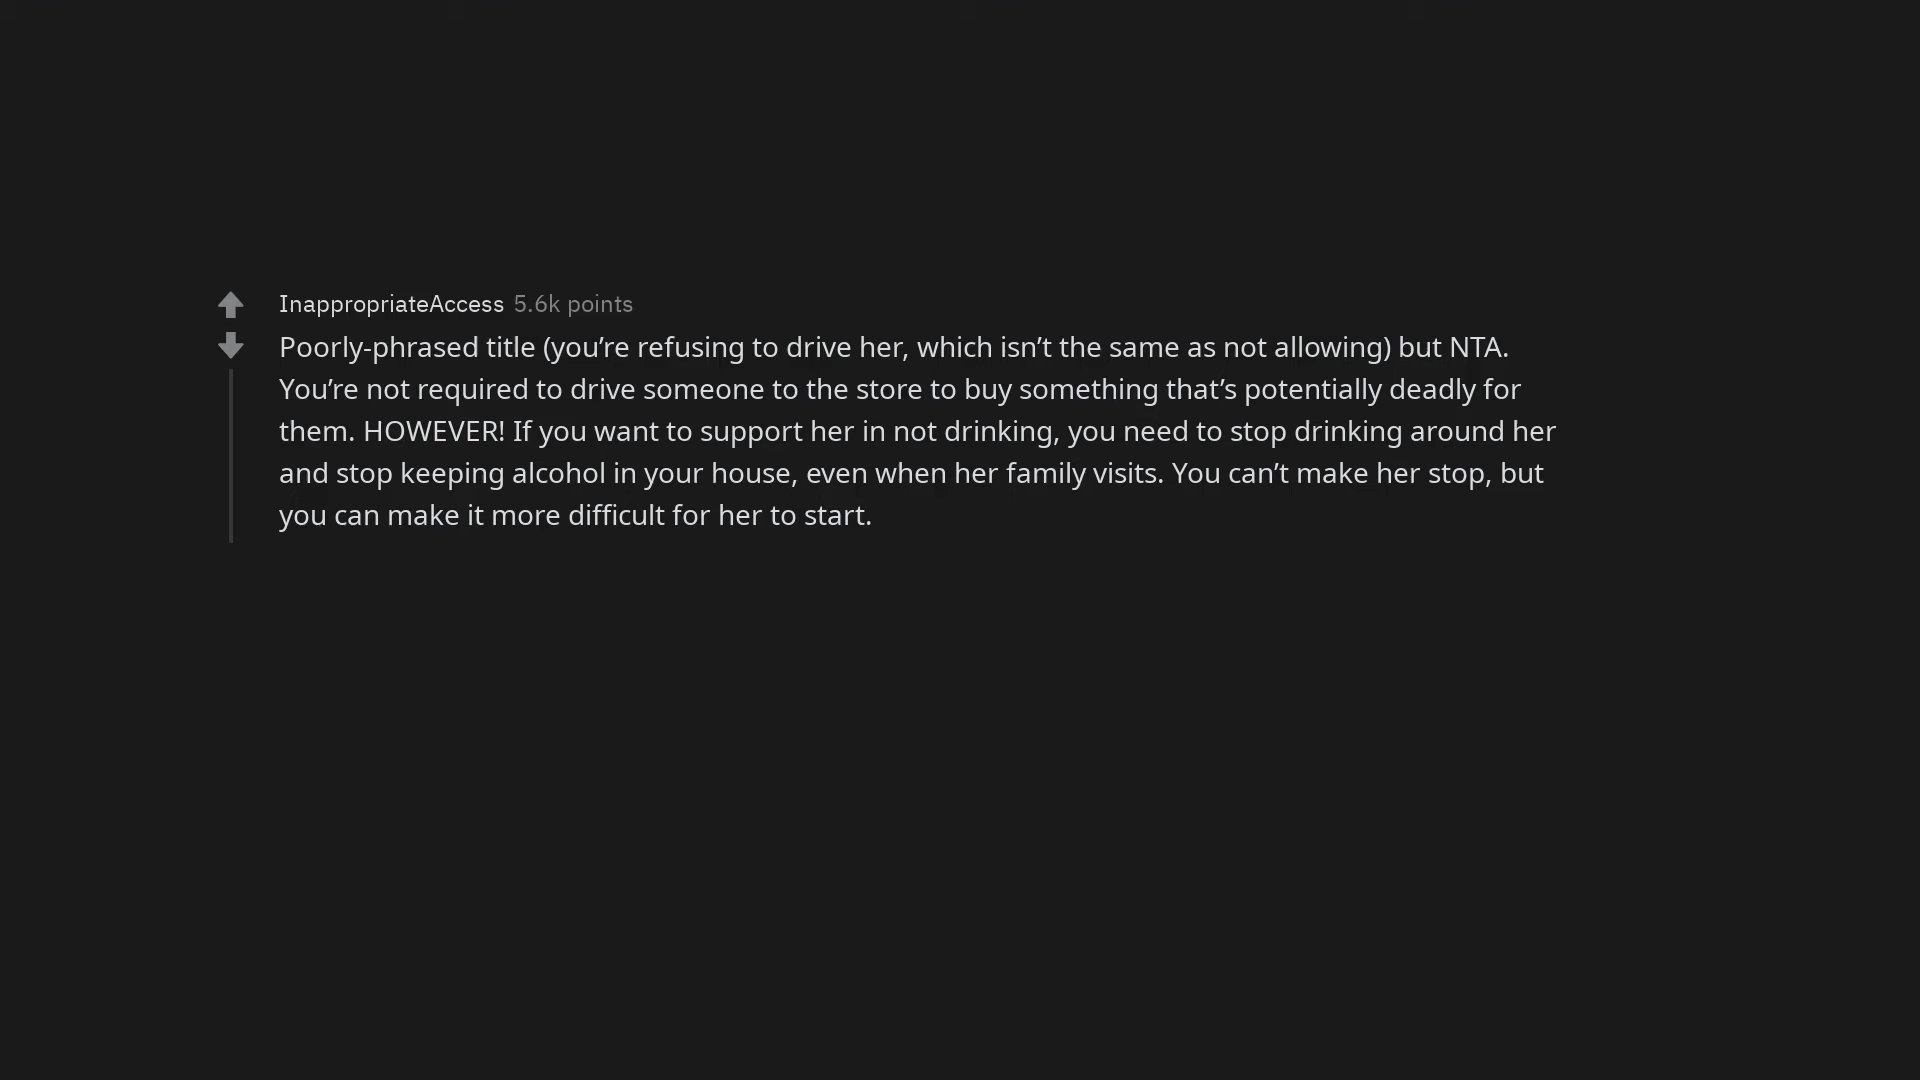 InappropriateAccess 5.6k points
Poorly-phrased title (you’re refusing to drive her, which isn’t the same as not allowing) but NTA.
You’re not required to drive someone to the store to buy something that’s potentially deadly for
them. HOWEVER! If you want to support her in not drinking, you need to stop drinking around her
and stop keeping alcohol in your house, even when her family visits. You can’t make her stop, but
you can make it more difficult for her to start.